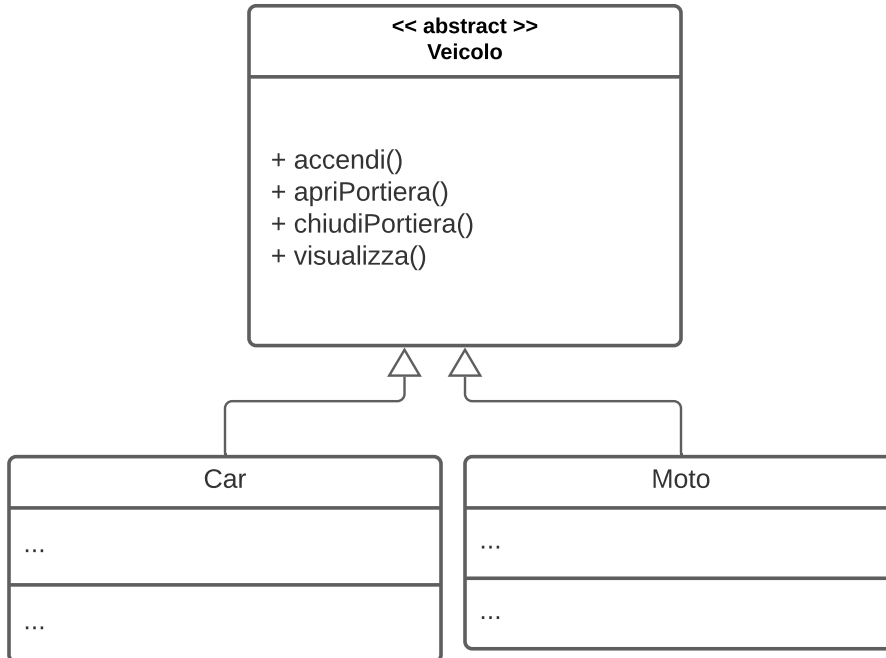 << abstract >>
Veicolo
+ accendi()
+ apriPortiera()
+ chiudiPortiera()
+ visualizza()
Car
...
...
Moto
...
...